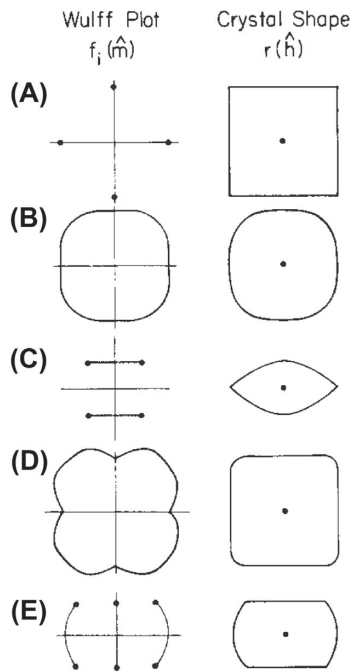 Wulff Plot Crystal Shape
fᵢ (m̂) r(ĥ)
(A)
(B)
(C)
(D)
(E)